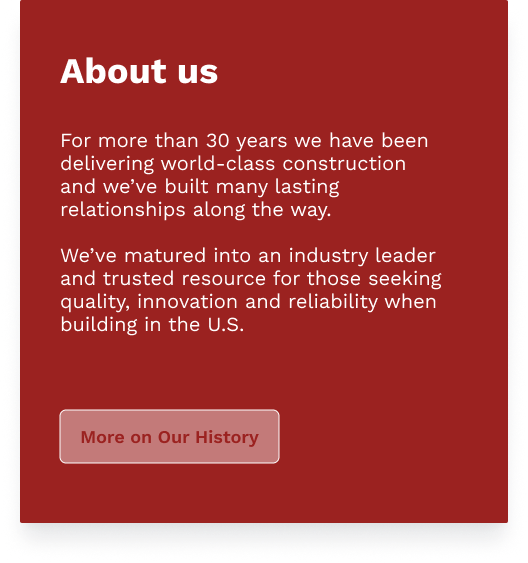 About us
For more than 30 years we have been
delivering world-class construction
and we’ve built many lasting
relationships along the way.
We’ve matured into an industry leader
and trusted resource for those seeking
quality, innovation and reliability when
building in the U.S.
More on Our History